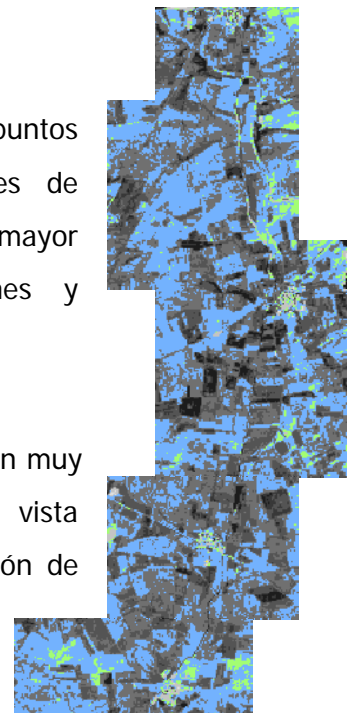 puntos
es de
mayor
nes y
n muy
vista
ón de